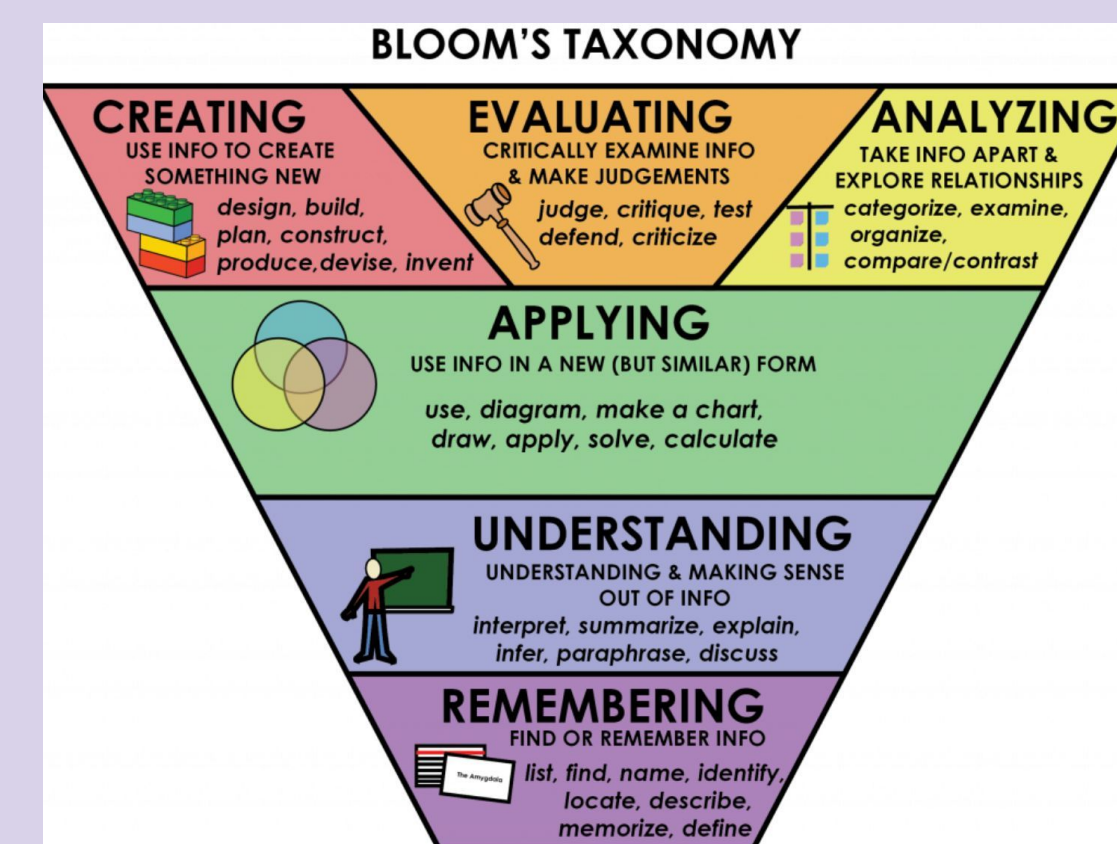 BLOOM'S TAXONOMY
CREATING
USE INFO TO CREATE
SOMETHING NEW
design, build,
plan, construct,
produce,devise, invent
EVALUATING
CRITICALLY EXAMINE INFO
& MAKE JUDGEMENTS
judge, critique, test
defend, criticize
ANALYZING
TAKE INFO APART &
EXPLORE RELATIONSHIPS
categorize, examine,
organize,
compare/contrast
APPLYING
USE INFO IN A NEW (BUT SIMILAR) FORM
use, diagram, make a chart,
draw, apply, solve, calculate
UNDERSTANDING
UNDERSTANDING & MAKING SENSE
OUT OF INFO
interpret, summarize, explain,
infer, paraphrase, discuss
REMEMBERING
FIND OR REMEMBER INFO
The Amygdala
list, find, name, identify,
locate, describe,
memorize, define